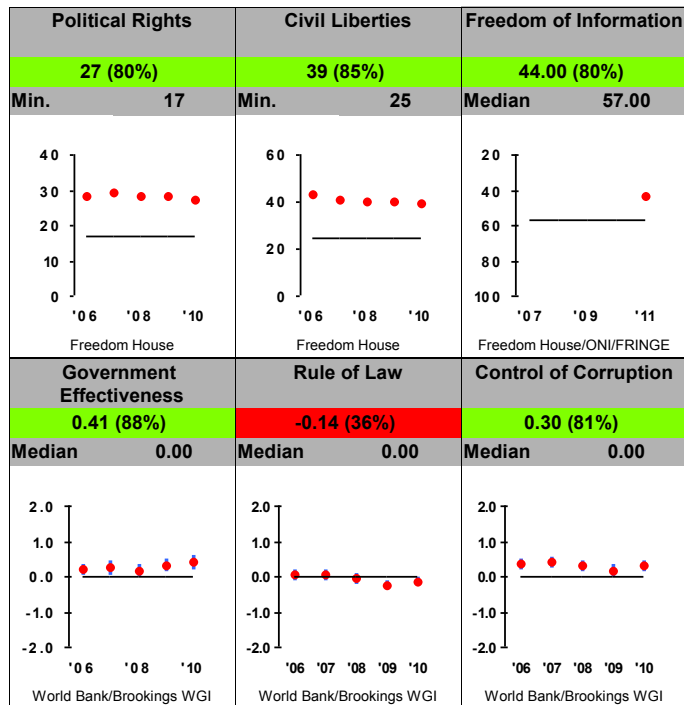 Political Rights
27 (80%)
Min. 17
40
30
20
10
0
'06 '08 '10
Freedom House
Civil Liberties
39 (85%)
Min. 25
60
40
20
0
'06 '08 '10
Freedom House
Freedom of Information
44.00 (80%)
Median 57.00
20
40
60
80
100
'07 '09 '11
Freedom House/ONI/FRINGE
Government
Effectiveness
0.41 (88%)
Median 0.00
2.0
1.0
0.0
-1.0
-2.0
'06 '08 '10
World Bank/Brookings WGI
Rule of Law
-0.14 (36%)
Median 0.00
2.0
1.0
0.0
-1.0
-2.0
'06 '07 '08 '09 '10
World Bank/Brookings WGI
Control of Corruption
0.30 (81%)
Median 0.00
2.0
1.0
0.0
-1.0
-2.0
'06 '07 '08 '09 '10
World Bank/Brookings WGI